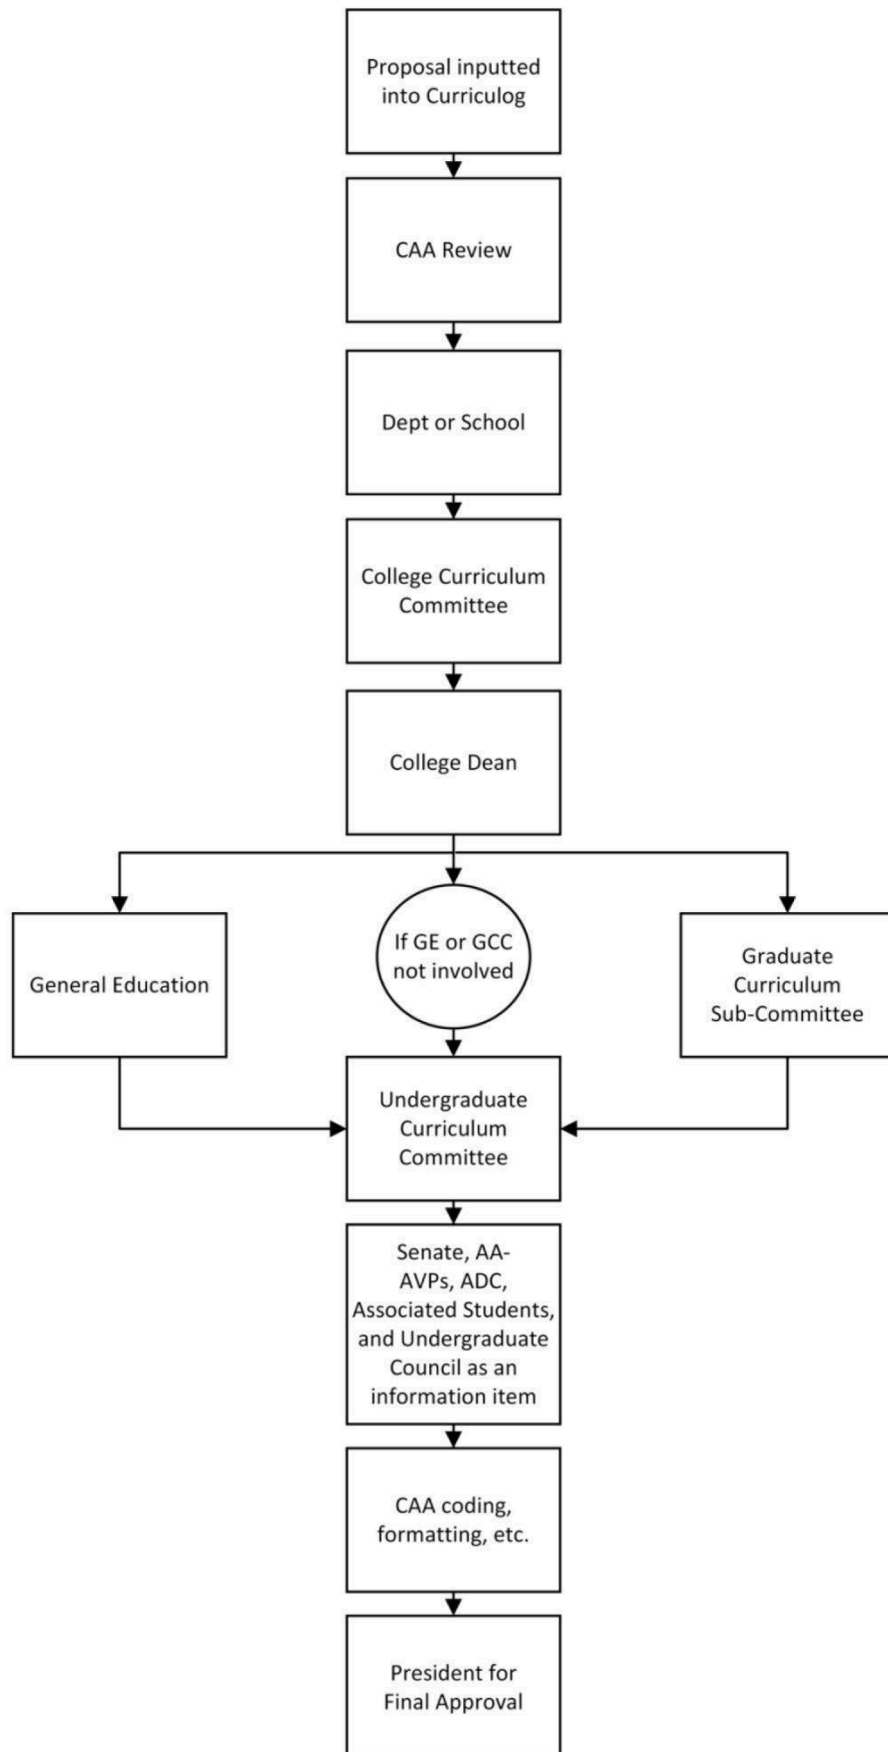 Proposal inputted
into Curriculog
CAA Review
Dept or School
College Curriculum
Committee
College Dean
General Education
If GE or GCC
not involved
Graduate
Curriculum
Sub-Committee
Undergraduate
Curriculum
Committee
Senate, AA-
AVPs, ADC,
Associated Students,
and Undergraduate
Council as an
information item
CAA coding,
formatting, etc.
President for
Final Approval